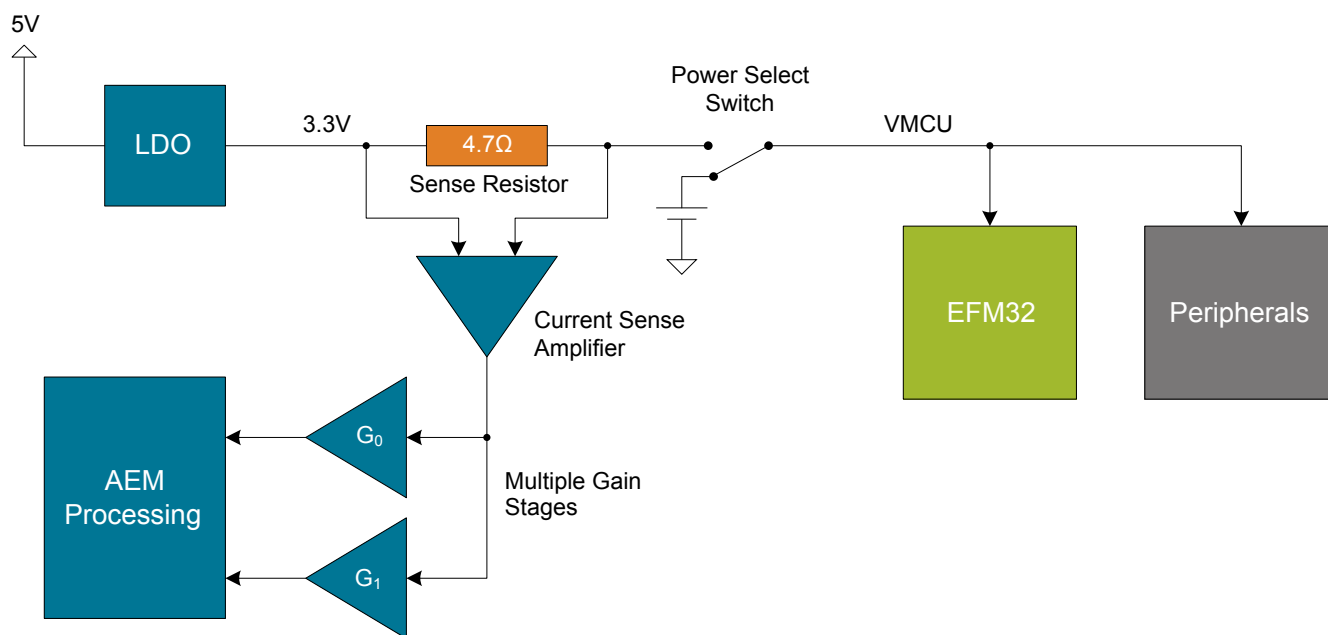 5V
LDO
3.3V
4.7Ω
Sense Resistor
Power Select
Switch
VMCU
EFM32
Peripherals
Current Sense
Amplifier
AEM
Processing
G₀
G₁
Multiple Gain
Stages